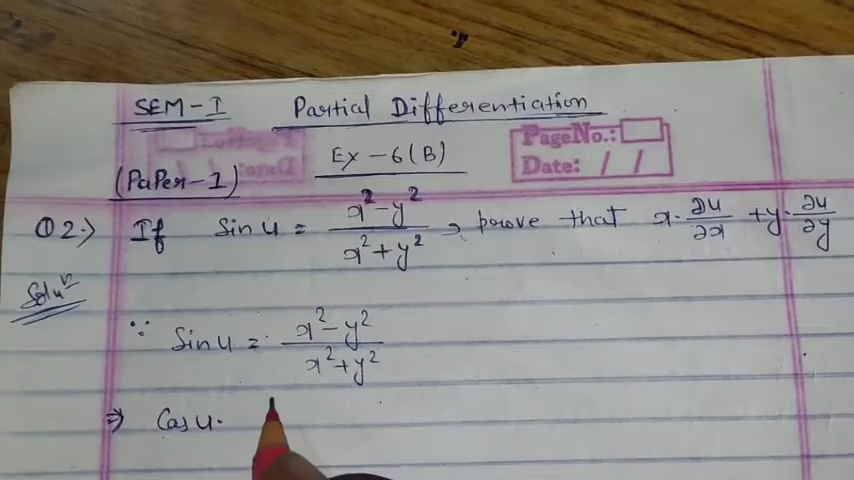 SEM-I Partial Differentiation
PageNo.:
Date: / /
(PaPer-1) Ex-6(B)
Q2.> If Sin u = x²-y² / x²+y² , prove that x.∂u/∂x + y.∂u/∂y
Soluⁿ
∵ Sin u = x²-y² / x²+y²
⇒ Cos u.